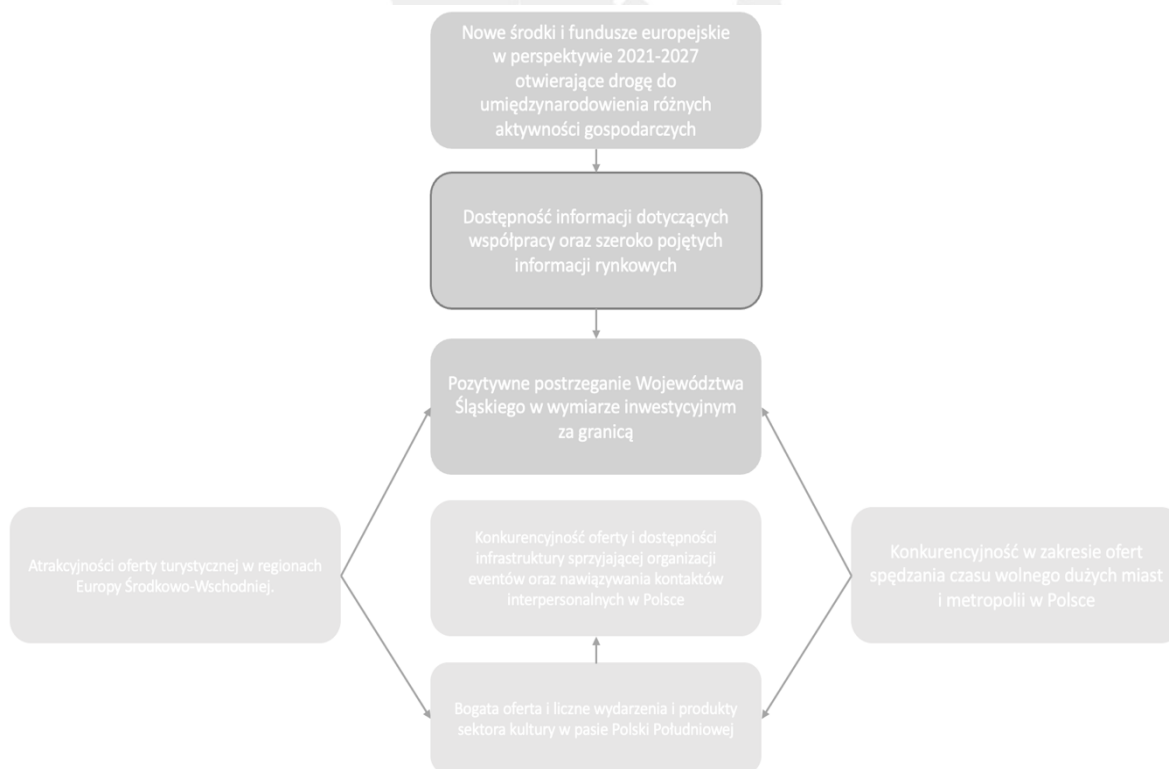 Nowe środki i fundusze europejskie
w perspektywie 2021-2027
otwierające drogę do
umiędzynarodowienia różnych
aktywności gospodarczych
Dostępność informacji dotyczących
współpracy oraz szeroko pojętych
informacji rynkowych
Pozytywne postrzeganie Województwa
Śląskiego w wymiarze inwestycyjnym
za granicą
Atrakcyjności oferty turystycznej w regionach
Europy Środkowo-Wschodniej.
Konkurencyjność oferty i dostępności
infrastruktury sprzyjającej organizacji
eventów oraz nawiązywania kontaktów
interpersonalnych w Polsce
Konkurencyjność w zakresie ofert
spędzania czasu wolnego dużych miast
i metropolii w Polsce
Bogata oferta i liczne wydarzenia i produkty
sektora kultury w pasie Polski Południowej